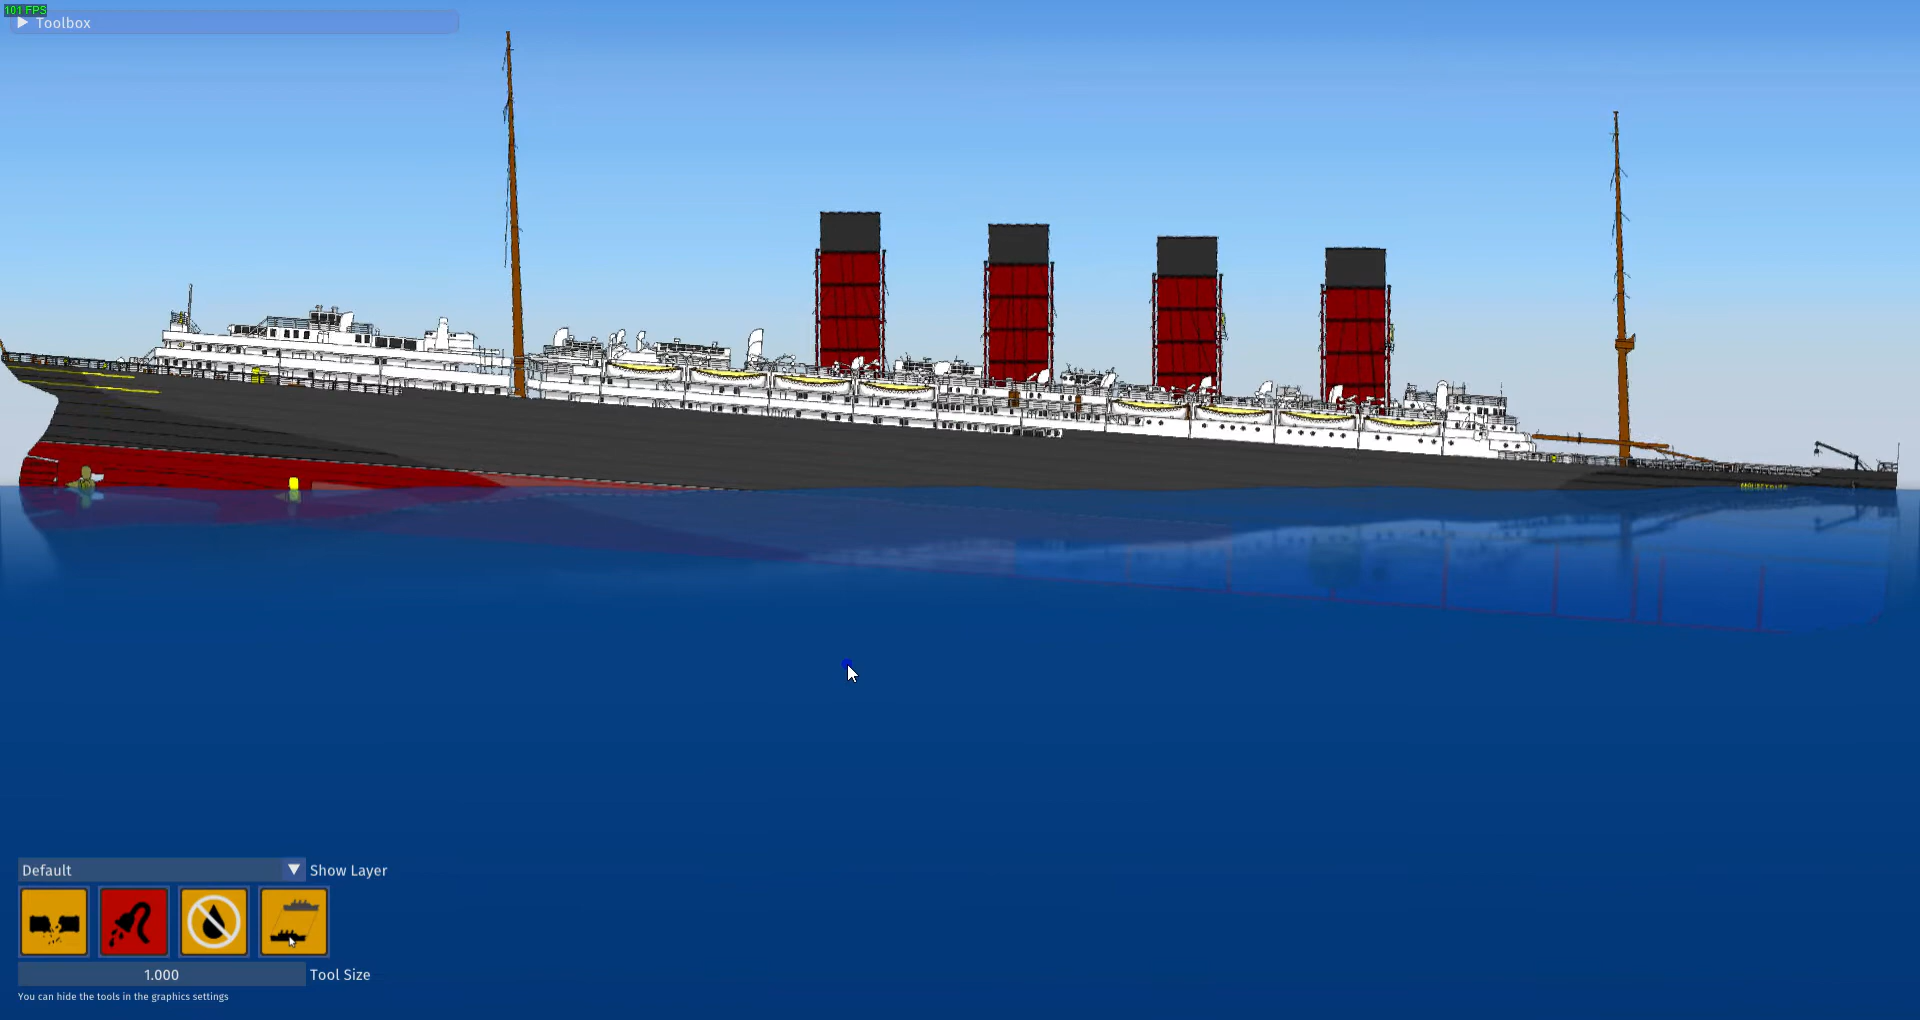 101 FPS
Toolbox
Default
Show Layer
1.000
Tool Size
You can hide the tools in the graphics settings